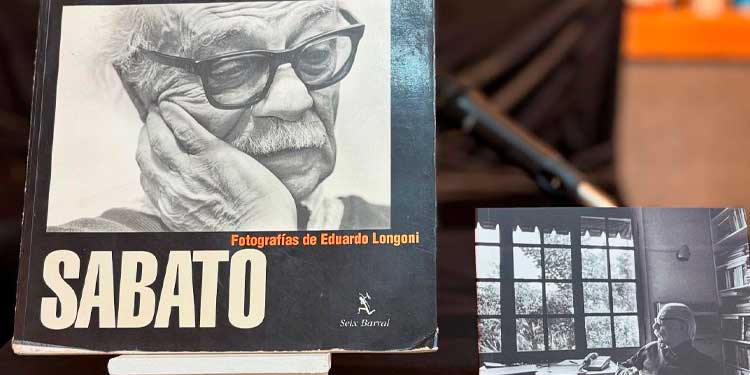 Fotografías de Eduardo Longoni
SABATO
Seix Barral